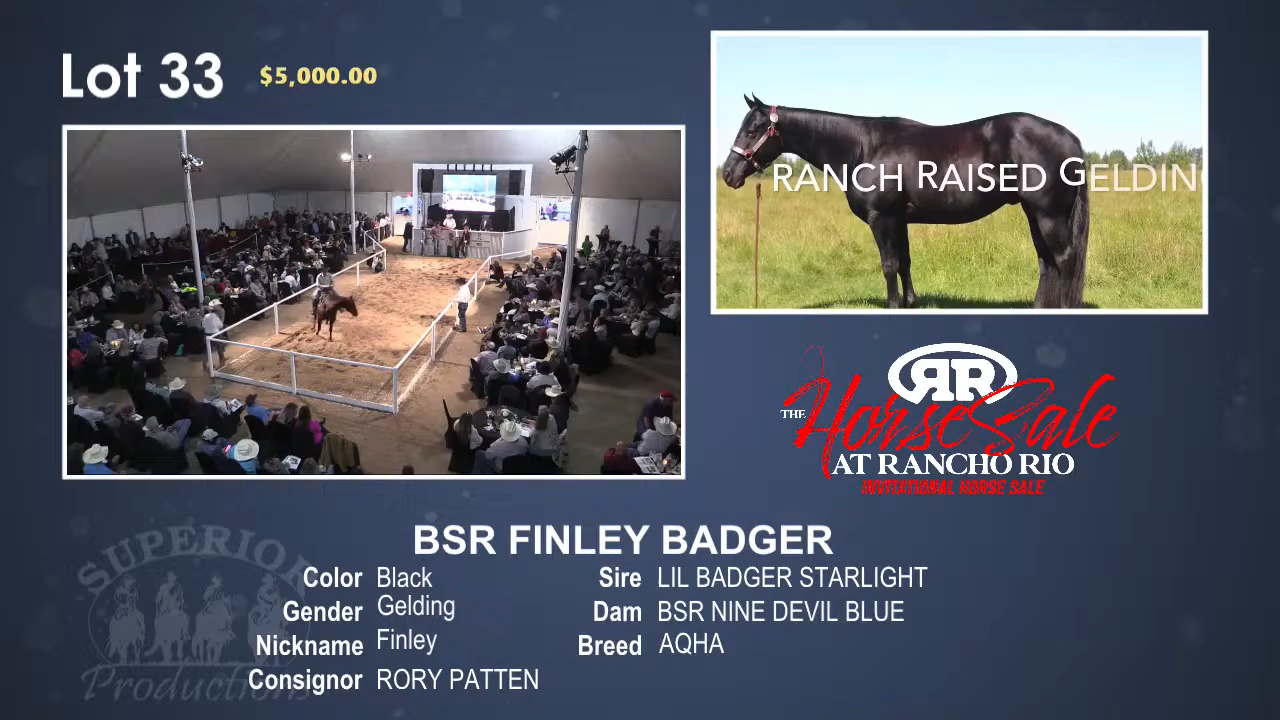 Lot 33 $5,000.00
RANCH RAISED GELDIN
RR
THE Horse Sale
AT RANCHO RIO
INVITATIONAL HORSE SALE
BSR FINLEY BADGER
Color Black
Gender Gelding
Nickname Finley
Consignor RORY PATTEN
Sire LIL BADGER STARLIGHT
Dam BSR NINE DEVIL BLUE
Breed AQHA
SUPERIOR
Productions